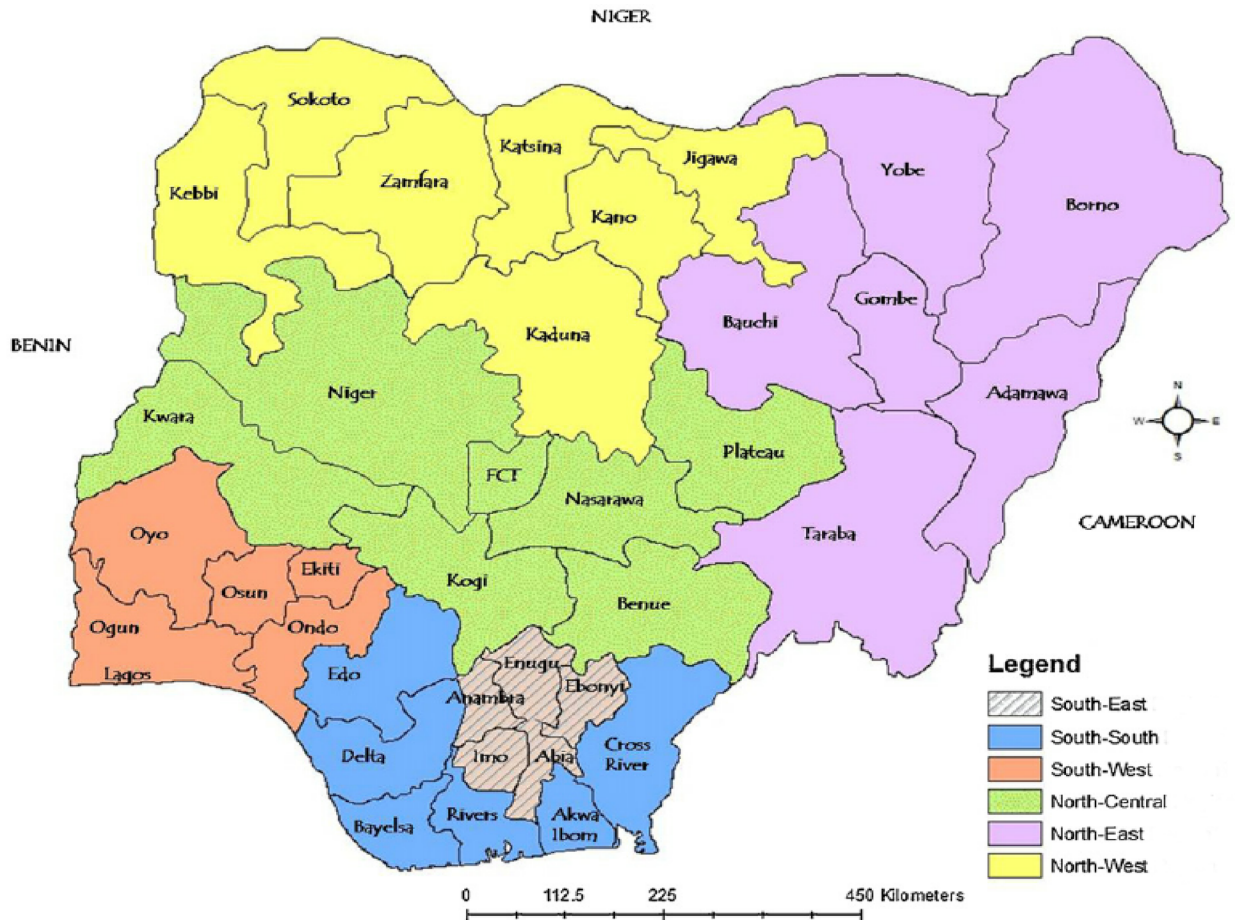 NIGER
Sokoto
Katsina
Jigawa
Yobe
Zamfara
Kebbi
Kano
Borno
Gombe
Bauchi
Kaduna
BENIN
Niger
Adamawa
N
W E
S
Kwara
Plateau
FCT
Nasarawa
CAMEROON
Oyo
Taraba
Ekiti
Kogi
Osun
Benue
Ogun
Ondo
Lagos
Edo
Enugu
Ebonyi
Anambra
Delta
Imo
Abia
Cross
River
Bayelsa
Rivers
Akwa
Ibom
Legend
South-East
South-South
South-West
North-Central
North-East
North-West
0 112.5 225 450 Kilometers